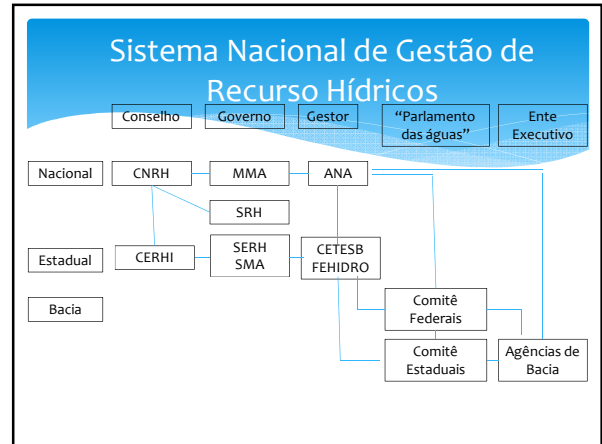 Sistema Nacional de Gestão de
Recurso Hídricos
Conselho
Governo
Gestor
“Parlamento
das águas”
Ente
Executivo
Nacional
CNRH
MMA
ANA
SRH
Estadual
CERHI
SERH
SMA
CETESB
FEHIDRO
Bacia
Comitê
Federais
Comitê
Estaduais
Agências de
Bacia